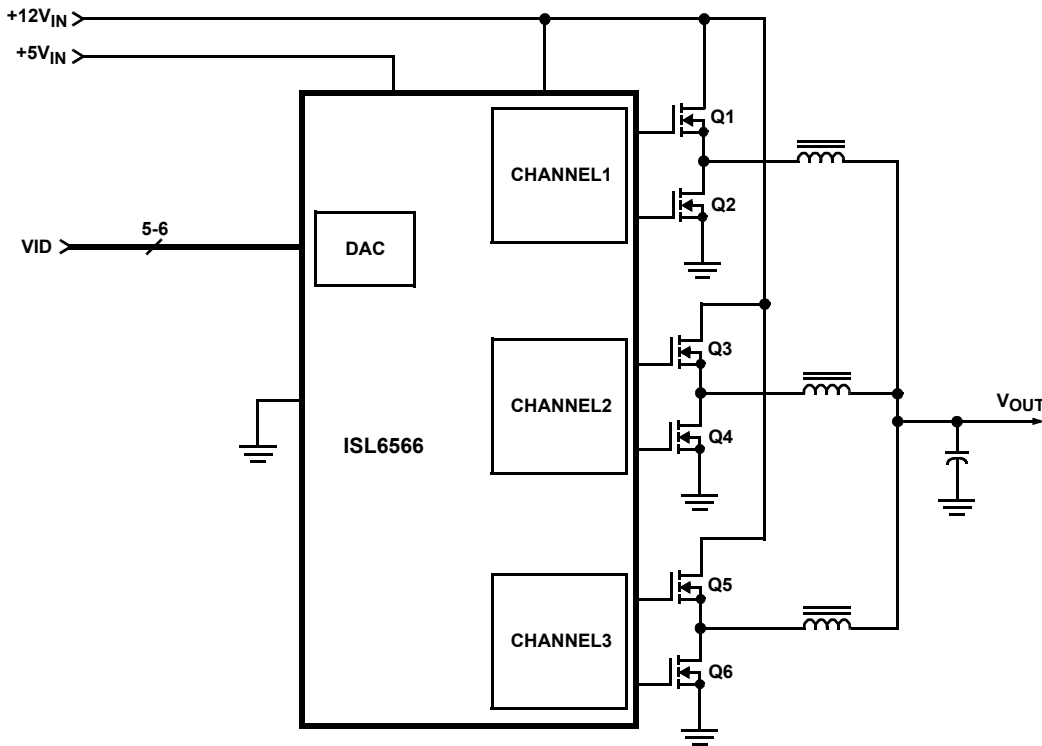 +12VIN
+5VIN
Q1
CHANNEL1
Q2
5-6
VID
DAC
Q3
CHANNEL2
VOUT
Q4
ISL6566
Q5
CHANNEL3
Q6